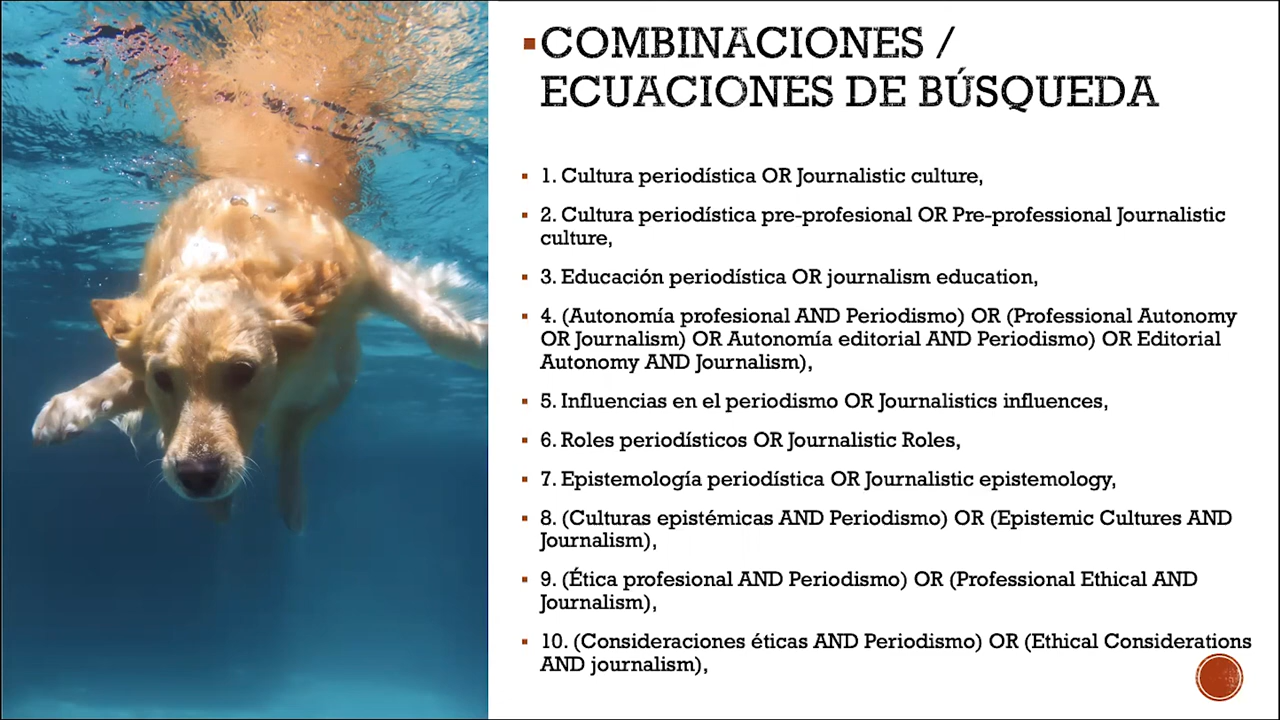 COMBINACIONES /
ECUACIONES DE BÚSQUEDA
1. Cultura periodística OR Journalistic culture,
2. Cultura periodística pre-profesional OR Pre-professional Journalistic
culture,
3. Educación periodística OR journalism education,
4. (Autonomía profesional AND Periodismo) OR (Professional Autonomy
OR Journalism) OR Autonomía editorial AND Periodismo) OR Editorial
Autonomy AND Journalism),
5. Influencias en el periodismo OR Journalistics influences,
6. Roles periodísticos OR Journalistic Roles,
7. Epistemología periodística OR Journalistic epistemology,
8. (Culturas epistémicas AND Periodismo) OR (Epistemic Cultures AND
Journalism),
9. (Ética profesional AND Periodismo) OR (Professional Ethical AND
Journalism),
10. (Consideraciones éticas AND Periodismo) OR (Ethical Considerations
AND journalism),